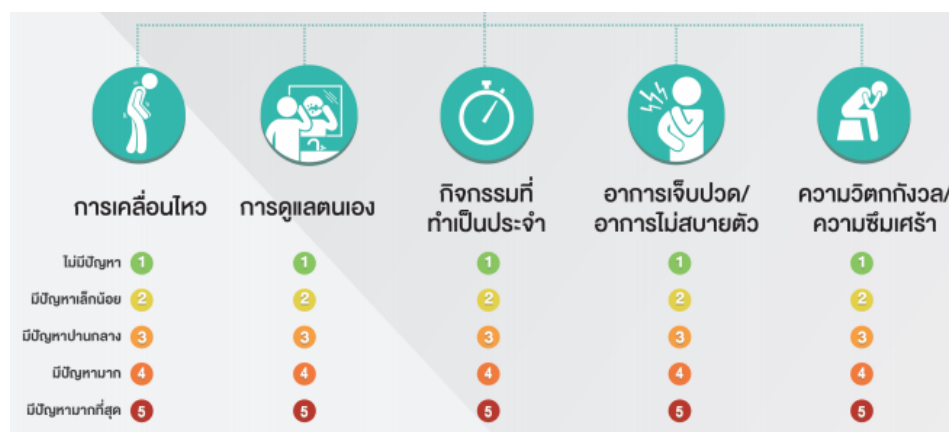 การเคลื่อนไหว
การดูแลตนเอง
กิจกรรมที่
ทำเป็นประจำ
อาการเจ็บปวด/
อาการไม่สบายตัว
ความวิตกกังวล/
ความซึมเศร้า
ไม่มีปัญหา 1 1 1 1 1
มีปัญหาเล็กน้อย 2 2 2 2 2
มีปัญหาปานกลาง 3 3 3 3 3
มีปัญหามาก 4 4 4 4 4
มีปัญหามากที่สุด 5 5 5 5 5